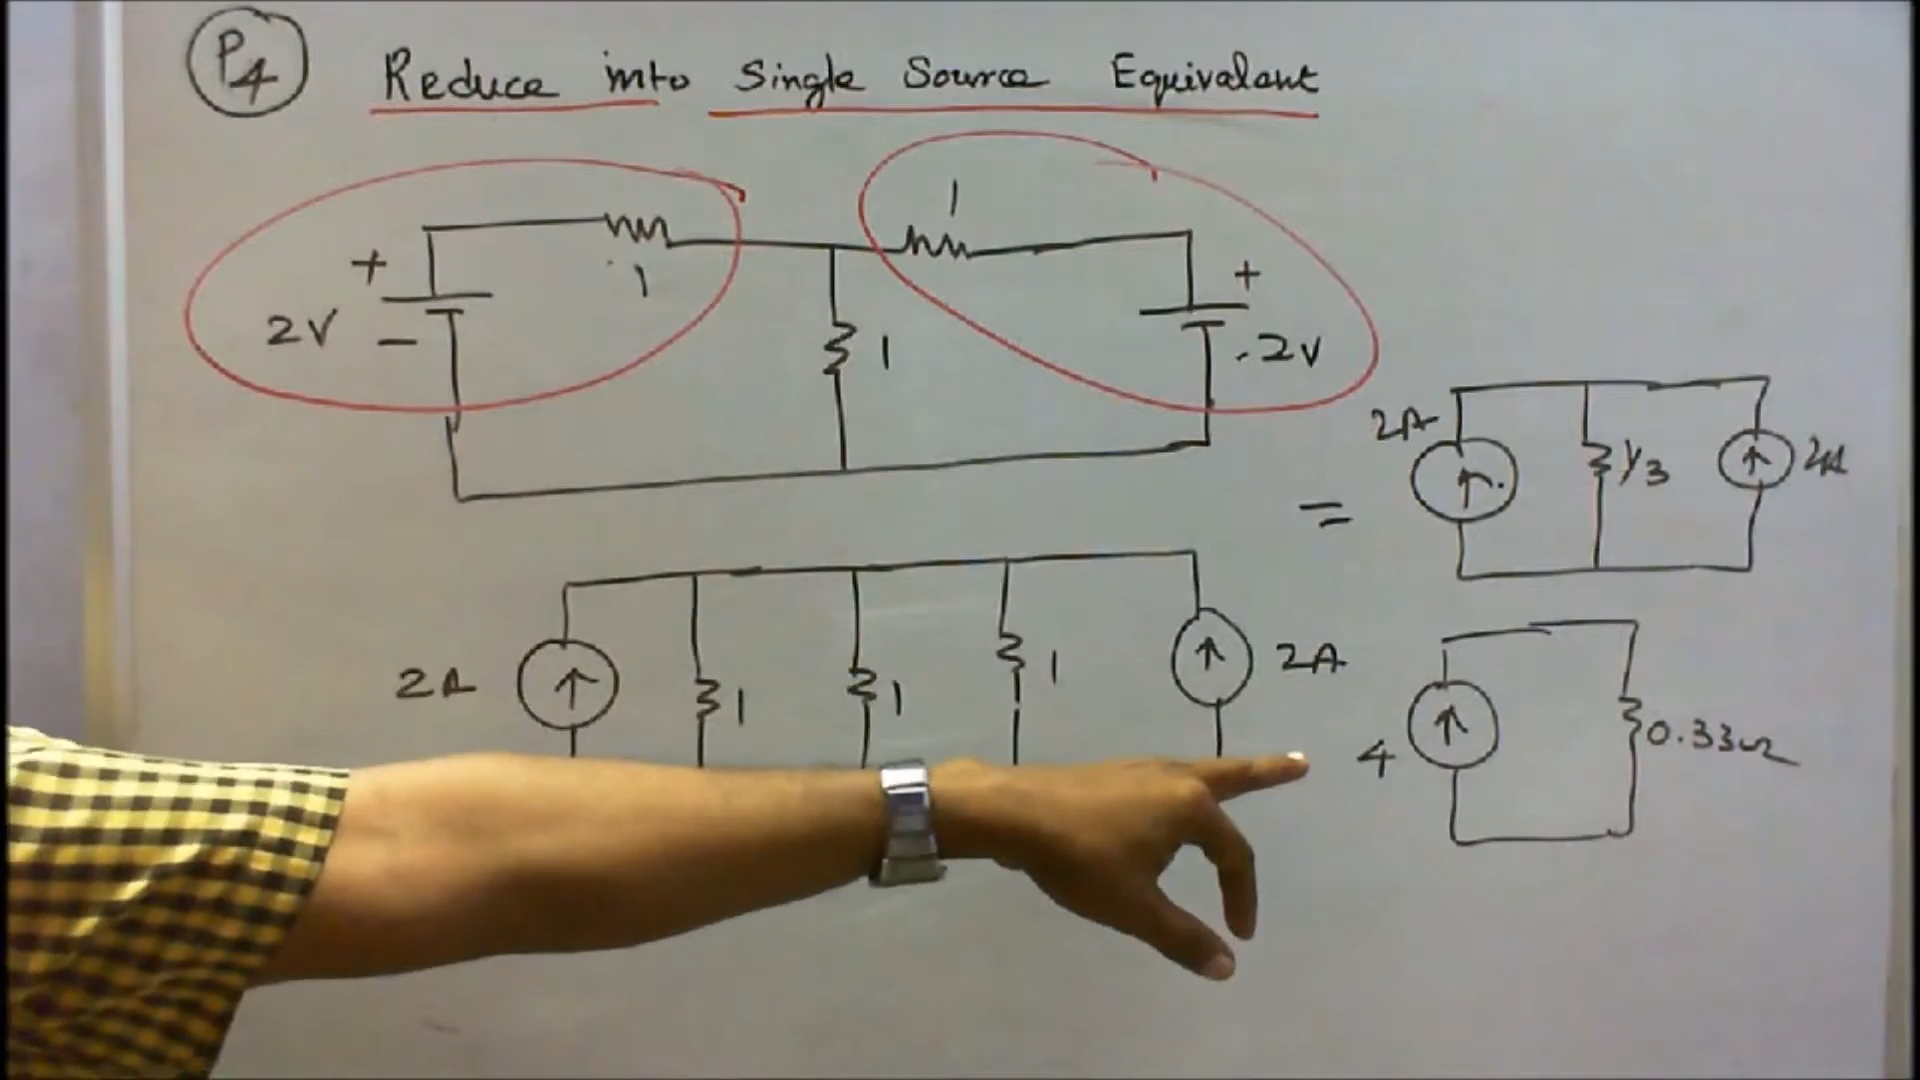 P4
Reduce into Single Source Equivalent
1
+
1
+
2V
-
1
- 2V
2A
1/3
2A
=
2A
1
1
1
2A
4
0.33Ω